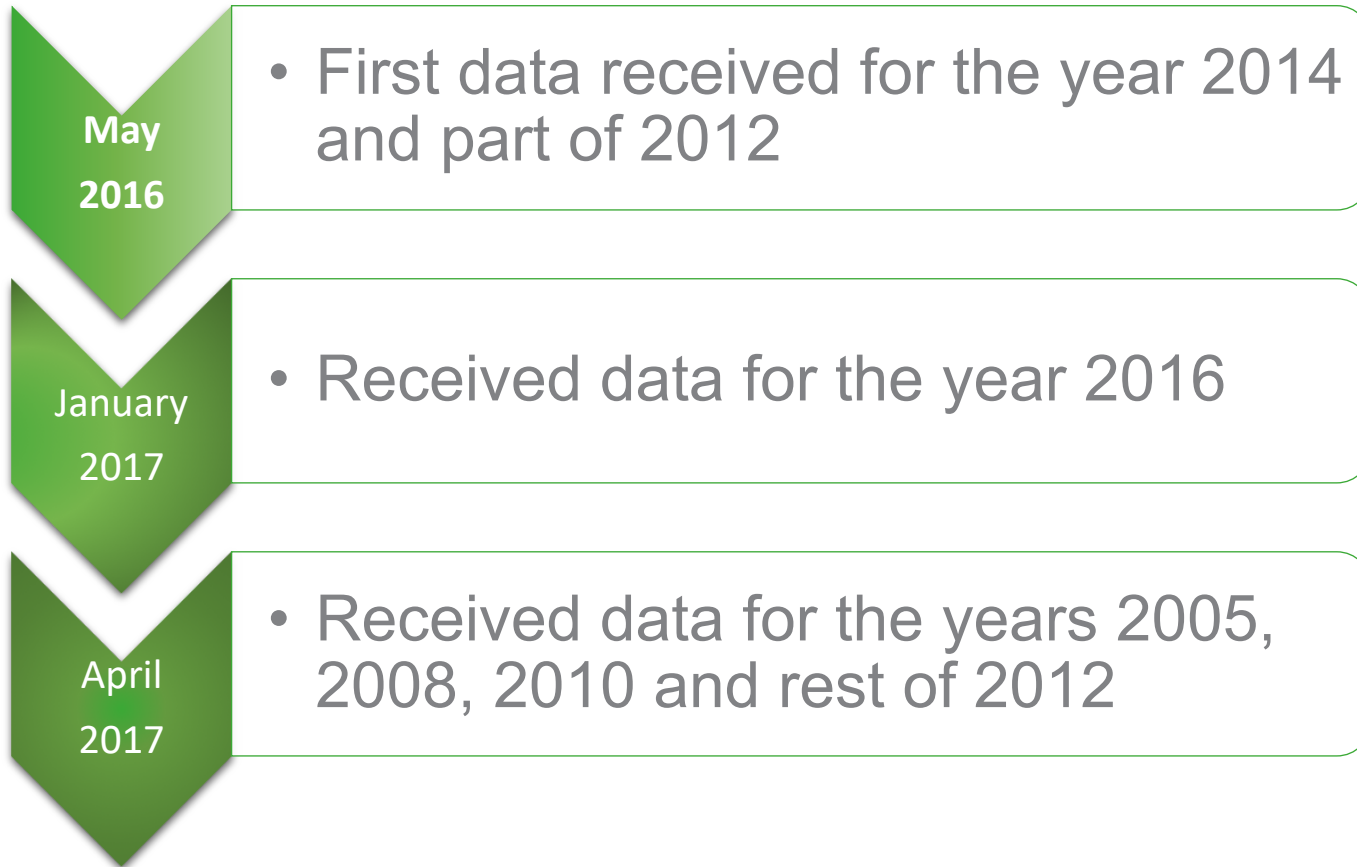 May
2016
• First data received for the year 2014
and part of 2012
January
2017
• Received data for the year 2016
April
2017
• Received data for the years 2005,
2008, 2010 and rest of 2012